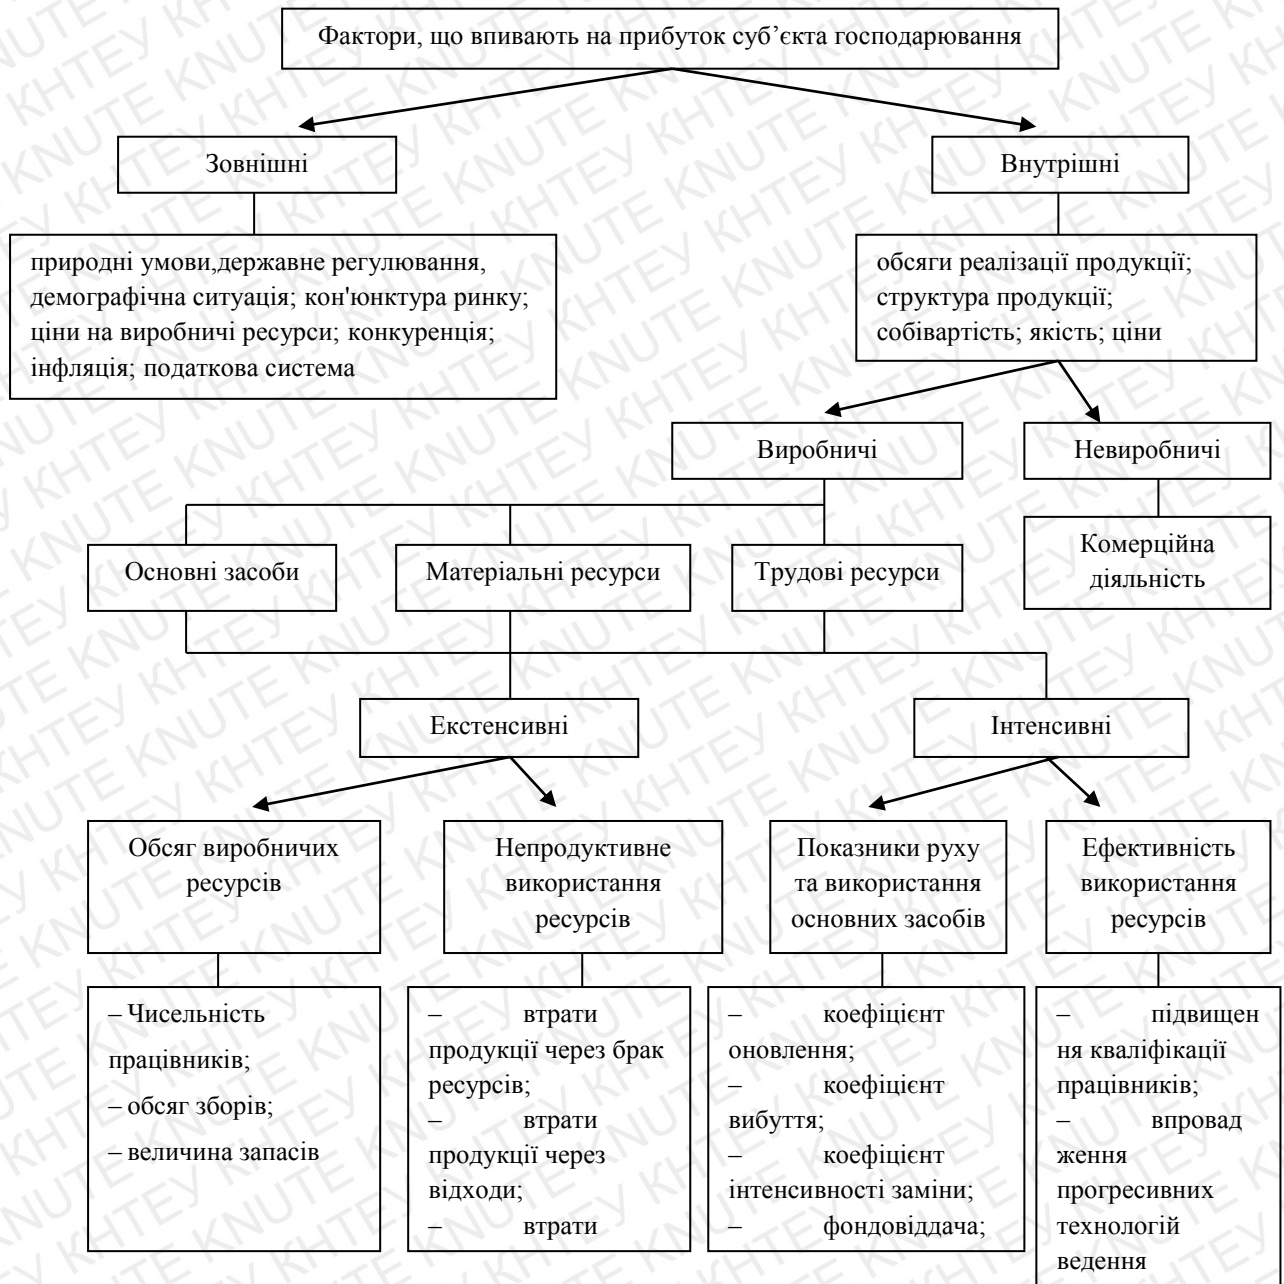 Фактори, що впивають на прибуток суб’єкта господарювання
Зовнішні
Внутрішні
природні умови,державне регулювання,
демографічна ситуація; кон'юнктура ринку;
ціни на виробничі ресурси; конкуренція;
інфляція; податкова система
обсяги реалізації продукції;
структура продукції;
собівартість; якість; ціни
Виробничі
Невиробничі
Основні засоби
Матеріальні ресурси
Трудові ресурси
Комерційна
діяльність
Екстенсивні
Інтенсивні
Обсяг виробничих
ресурсів
Непродуктивне
використання
ресурсів
Показники руху
та використання
основних засобів
Ефективність
використання
ресурсів
– Чисельність
працівників;
– обсяг зборів;
– величина запасів
– втрати
продукції через брак
ресурсів;
– втрати
продукції через
відходи;
– втрати
– коефіцієнт
оновлення;
– коефіцієнт
вибуття;
– коефіцієнт
інтенсивності заміни;
– фондовіддача;
– підвищен
ня кваліфікації
працівників;
– впровад
ження
прогресивних
технологій
ведення